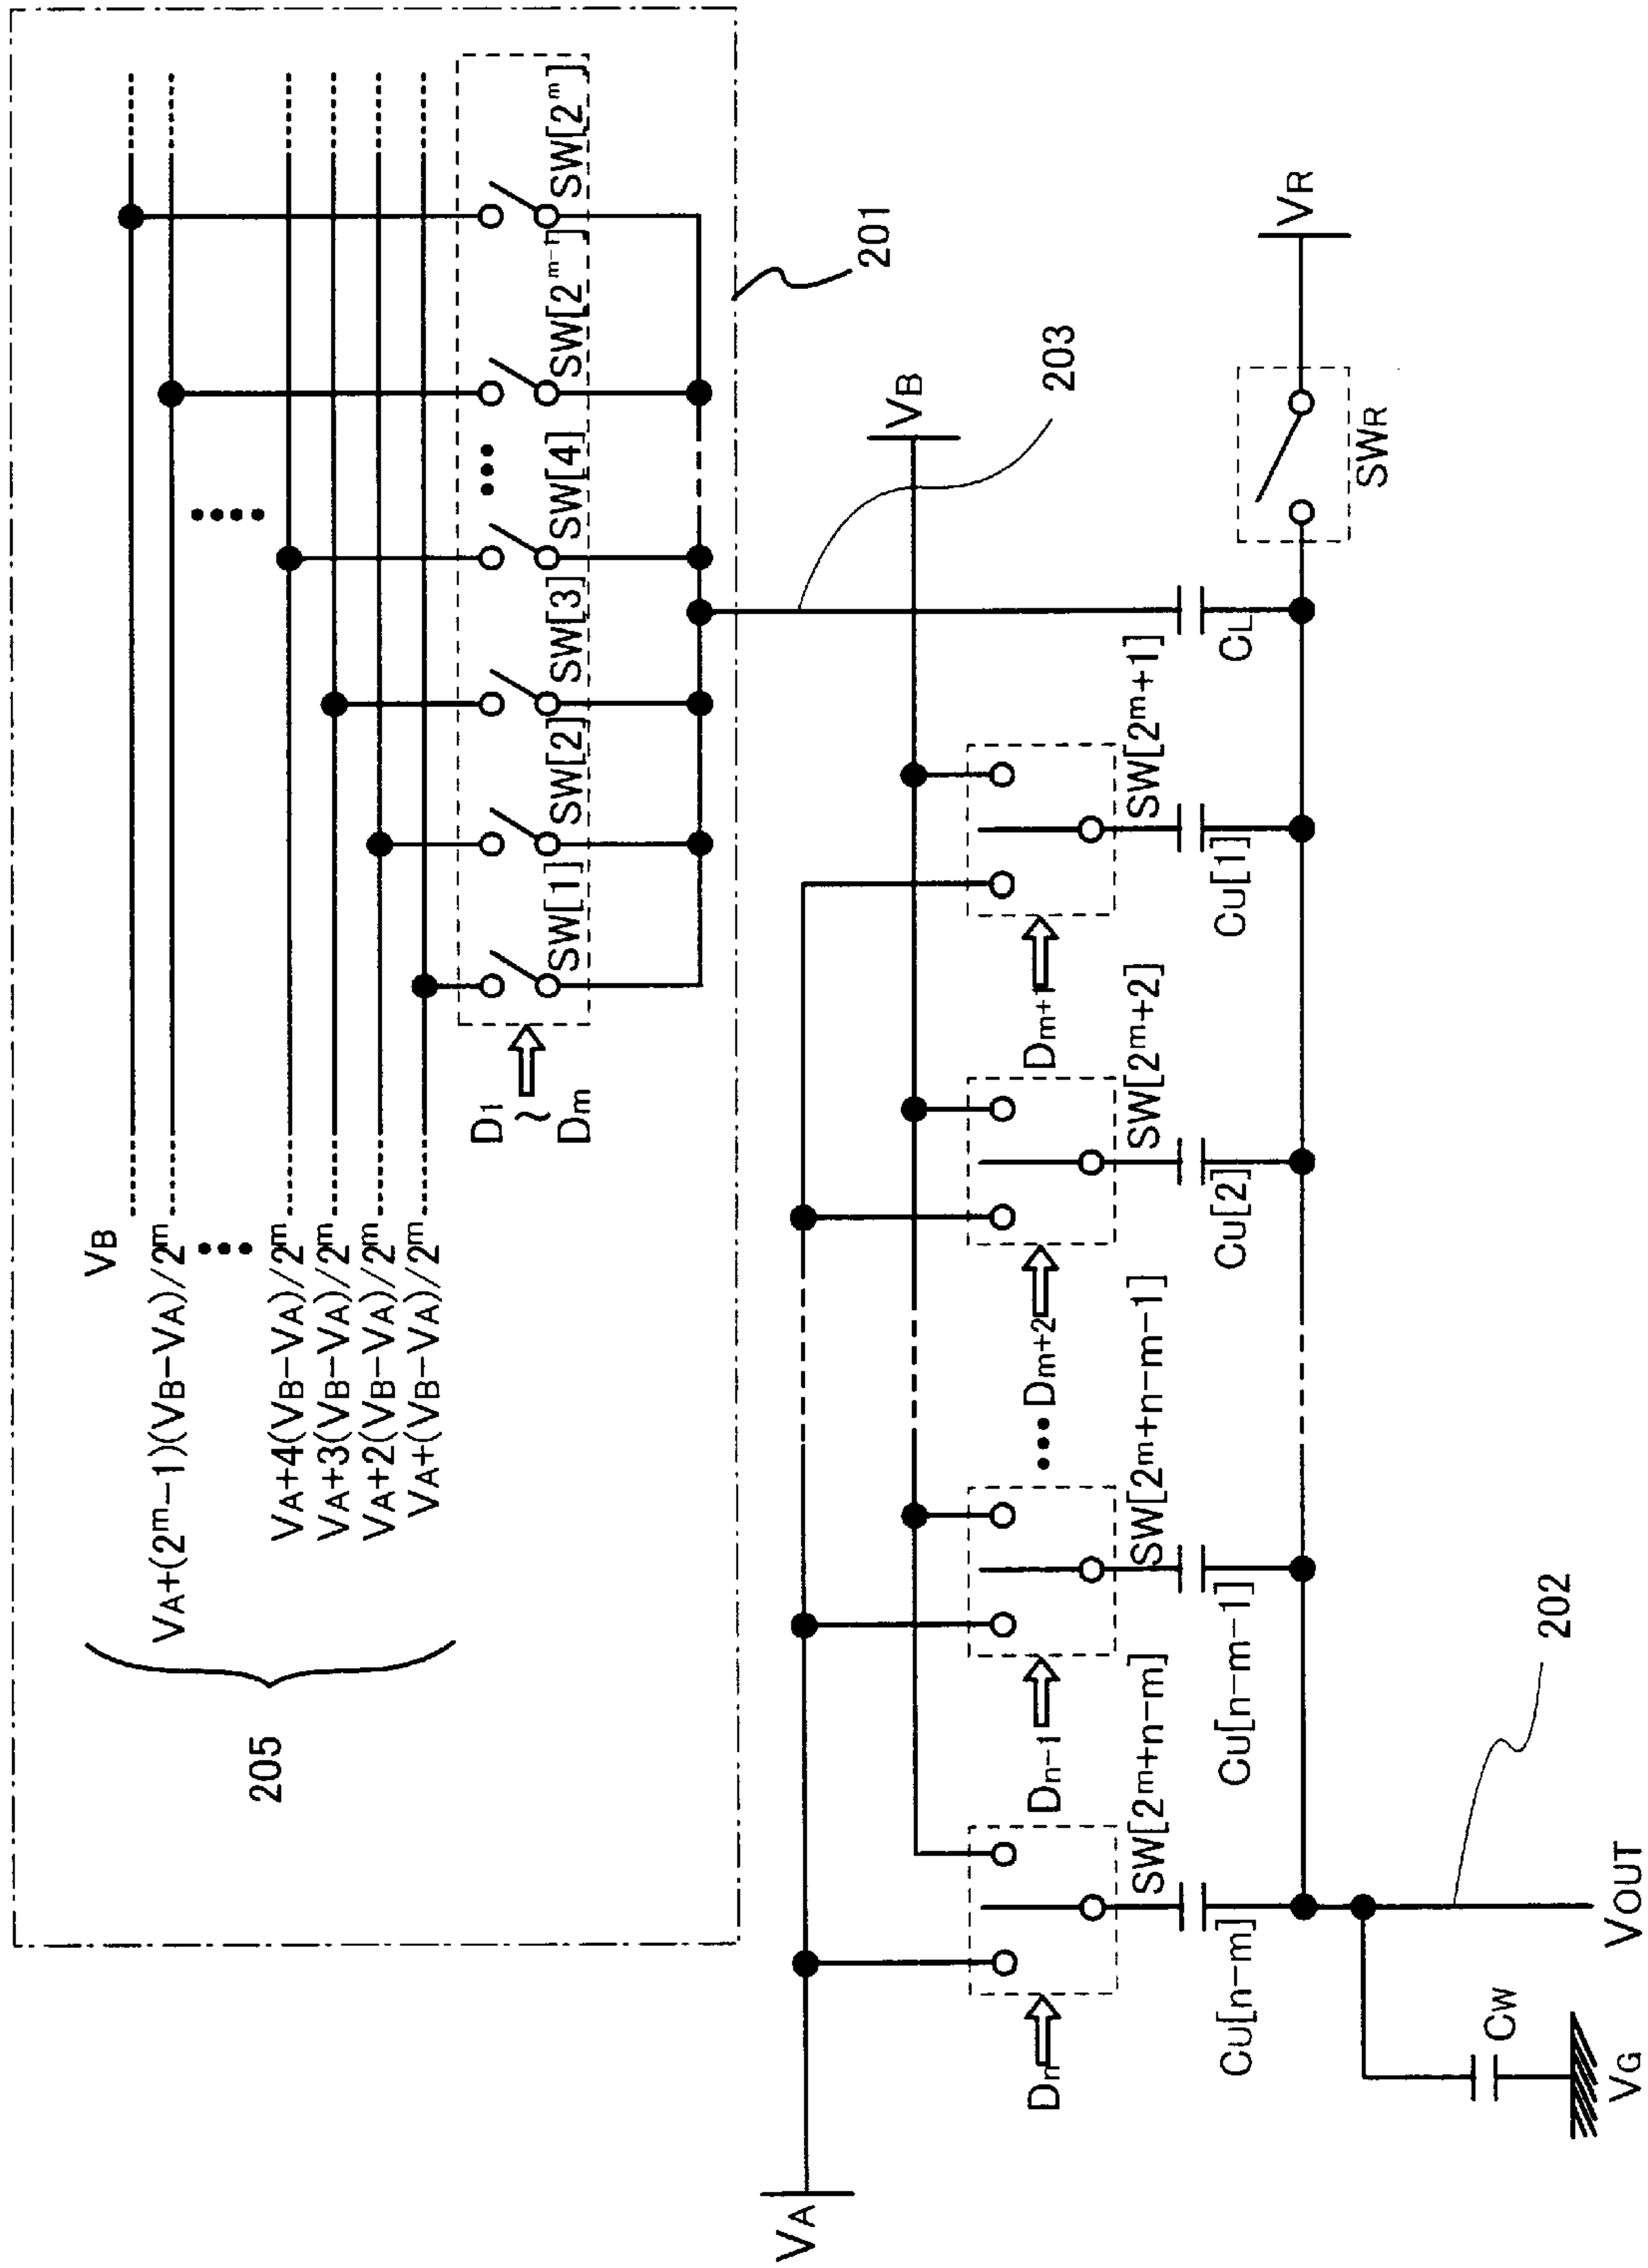 VB
VA+(2m-1)(VB-VA)/2m
VA+4(VB-VA)/2m
VA+3(VB-VA)/2m
VA+2(VB-VA)/2m
VA+(VB-VA)/2m
205
D1
~
Dm
SW[1]
SW[2]
SW[3]
SW[4]
SW[2m-1]
SW[2m]
201
VA
VB
203
Dn
SW[2m+n-m]
CU[n-m]
Dn-1
SW[2m+n-m-1]
CU[n-m-1]
Dm+2
SW[2m+2]
CU[2]
Dm+1
SW[2m+1]
CU[1]
CL
SWR
VR
CW
VG
VOUT
202